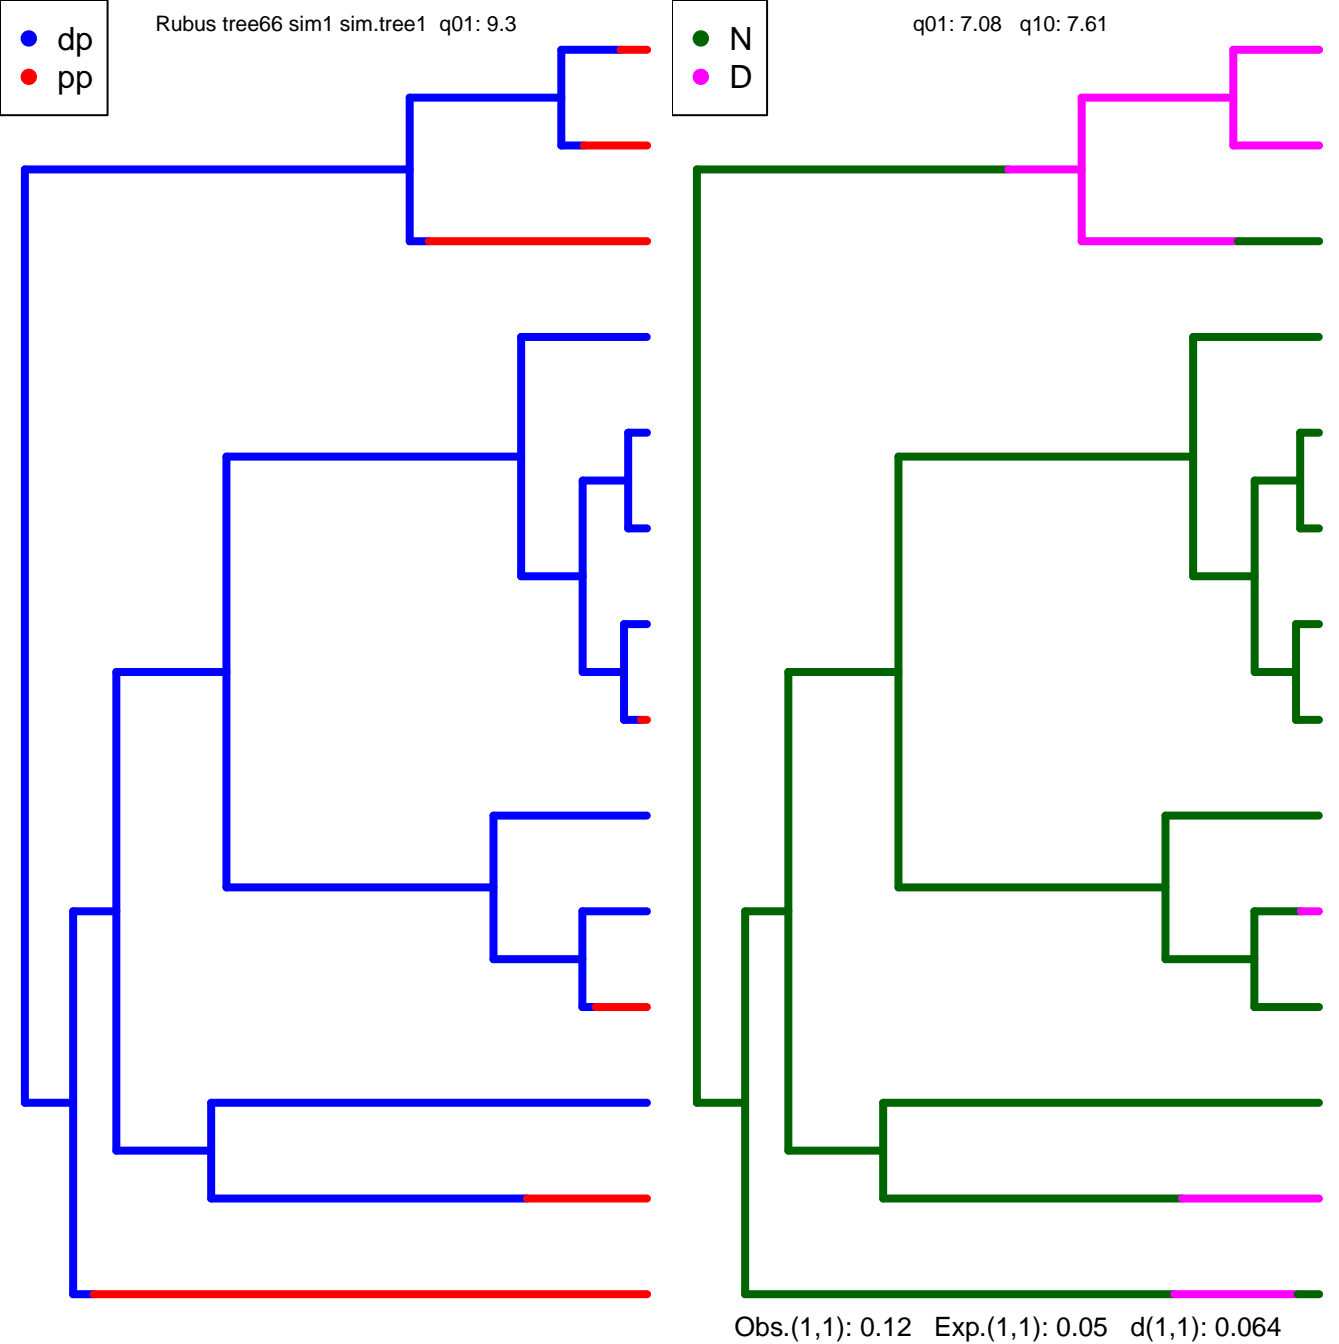 Rubus tree66 sim1 sim.tree1 q01: 9.3
dp
pp
q01: 7.08 q10: 7.61
N
D
Obs.(1,1): 0.12 Exp.(1,1): 0.05 d(1,1): 0.064